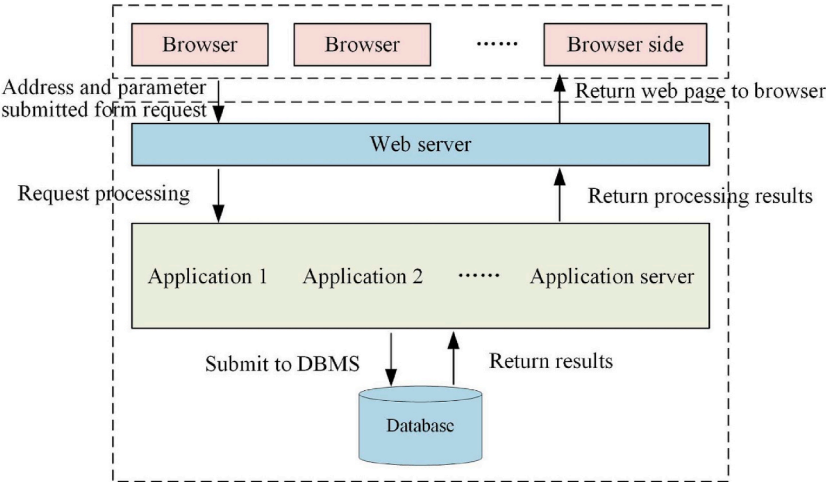 Browser
Browser
······
Browser side
Address and parameter
submitted form request
Return web page to browser
Web server
Request processing
Return processing results
Application 1
Application 2
······
Application server
Submit to DBMS
Return results
Database